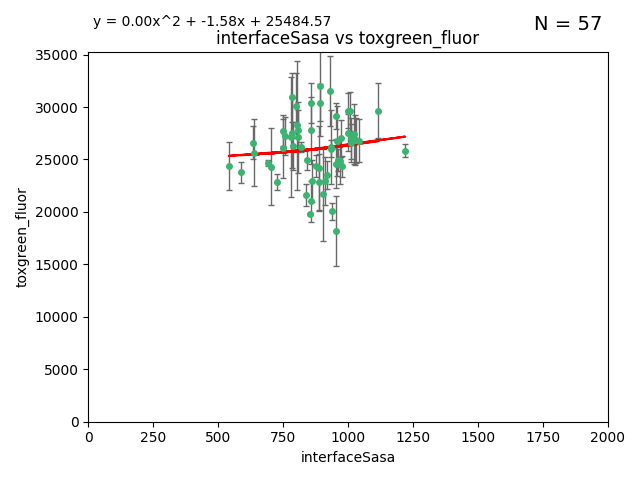 y = 0.00x^2 + -1.58x + 25484.57
N = 57
interfaceSasa vs toxgreen_fluor
35000
30000
25000
20000
15000
10000
5000
0
toxgreen_fluor
0 250 500 750 1000 1250 1500 1750 2000
interfaceSasa